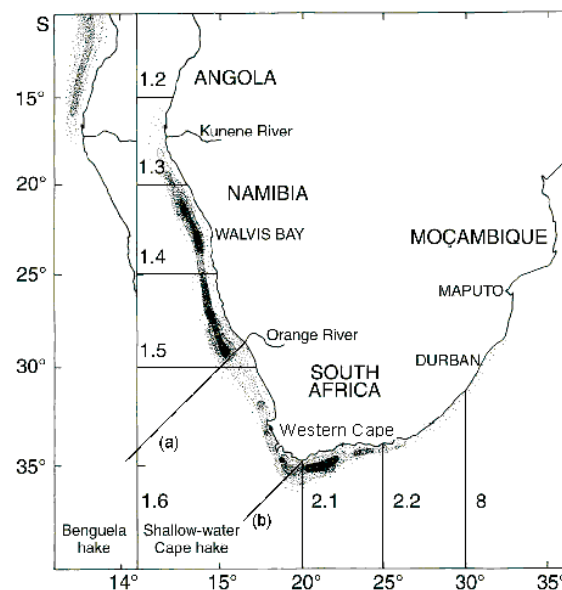 S
1.2
ANGOLA
15°
Kunene River
1.3
20°
NAMIBIA
WALVIS BAY
MOÇAMBIQUE
1.4
25°
MAPUTO
Orange River
1.5
30°
DURBAN
SOUTH
AFRICA
(a)
Western Cape
35°
1.6
(b)
2.1
2.2
8
Benguela
hake
Shallow-water
Cape hake
14°
15°
20°
25°
30°
35°